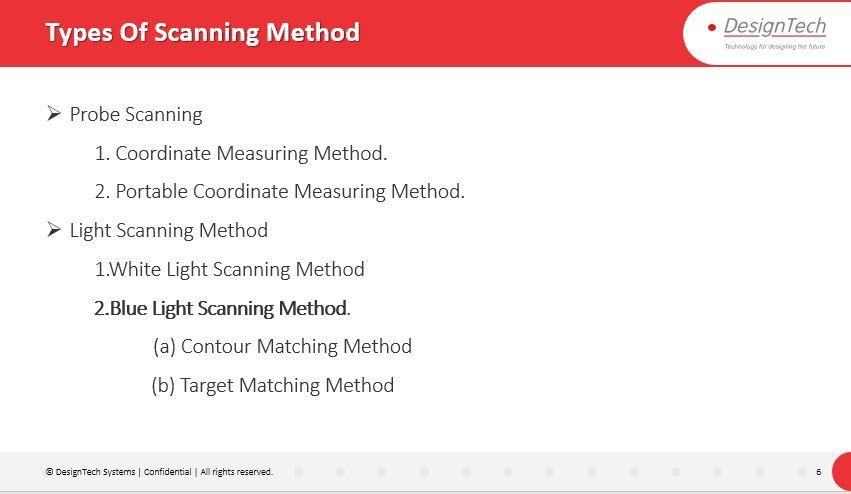 Types Of Scanning Method
DesignTech
Technology for designing the future
Probe Scanning
1. Coordinate Measuring Method.
2. Portable Coordinate Measuring Method.
Light Scanning Method
1.White Light Scanning Method
2.Blue Light Scanning Method.
(a) Contour Matching Method
(b) Target Matching Method
© DesignTech Systems | Confidential | All rights reserved.
6